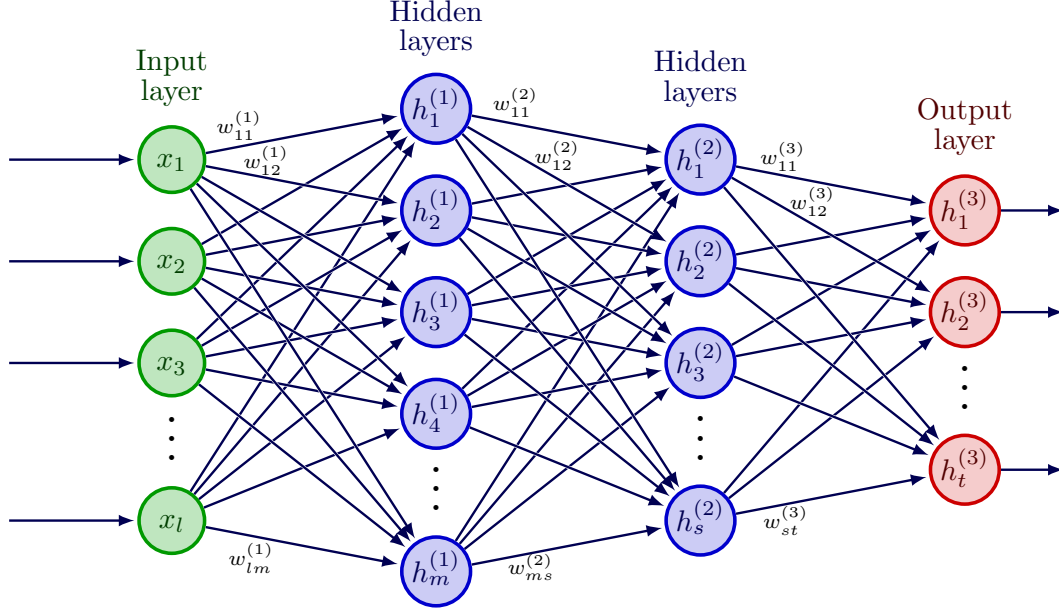 Input
layer
Hidden
layers
Hidden
layers
Output
layer
x_1
x_2
x_3
⋮
x_l
w_{11}^{(1)}
w_{12}^{(1)}
w_{lm}^{(1)}
h_1^{(1)}
h_2^{(1)}
h_3^{(1)}
h_4^{(1)}
⋮
h_m^{(1)}
w_{11}^{(2)}
w_{12}^{(2)}
w_{ms}^{(2)}
h_1^{(2)}
h_2^{(2)}
h_3^{(2)}
⋮
h_s^{(2)}
w_{11}^{(3)}
w_{12}^{(3)}
w_{st}^{(3)}
h_1^{(3)}
h_2^{(3)}
⋮
h_t^{(3)}